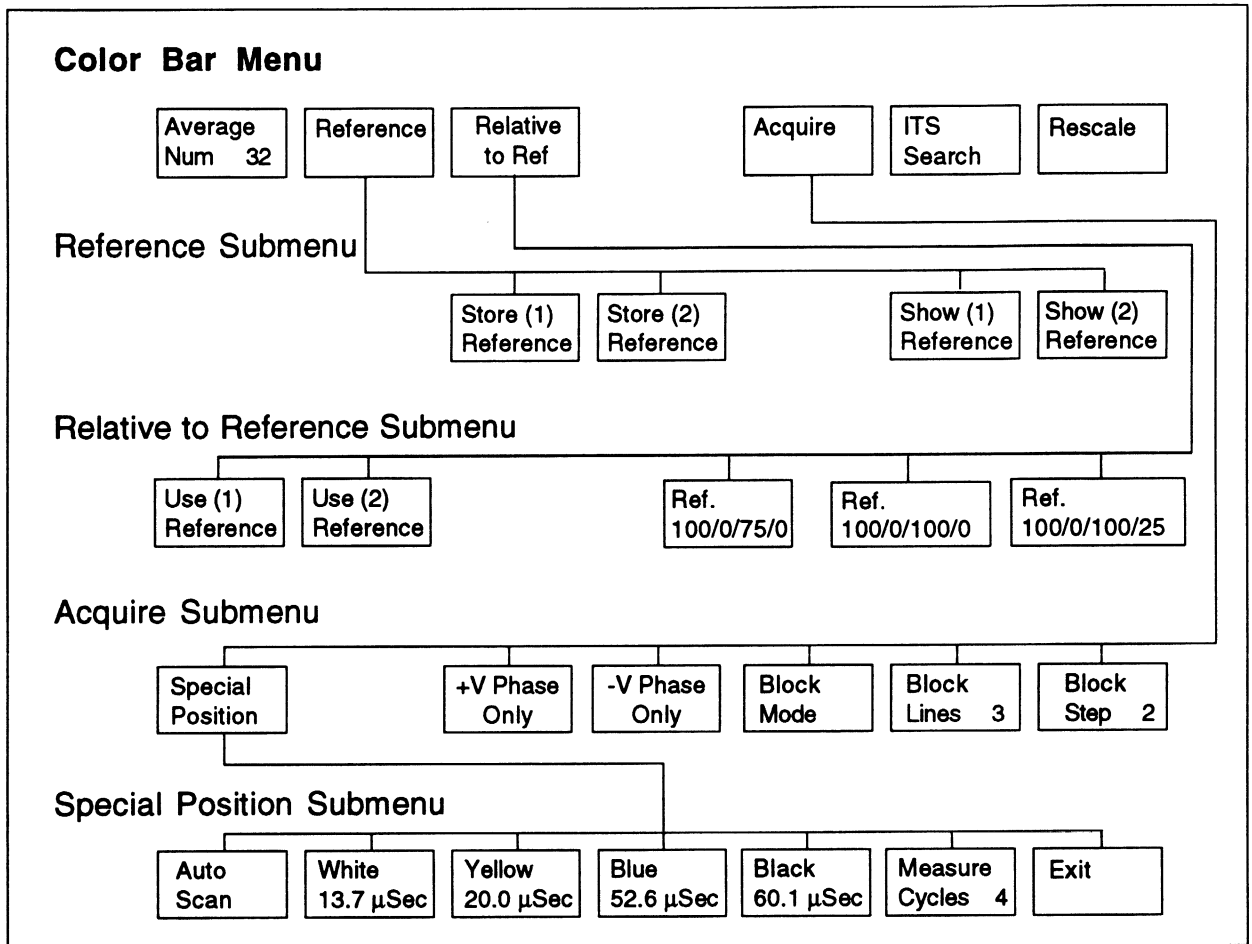 Color Bar Menu
Average
Num 32
Reference
Relative
to Ref
Acquire
ITS
Search
Rescale
Reference Submenu
Store (1)
Reference
Store (2)
Reference
Show (1)
Reference
Show (2)
Reference
Relative to Reference Submenu
Use (1)
Reference
Use (2)
Reference
Ref.
100/0/75/0
Ref.
100/0/100/0
Ref.
100/0/100/25
Acquire Submenu
Special
Position
+V Phase
Only
-V Phase
Only
Block
Mode
Block
Lines 3
Block
Step 2
Special Position Submenu
Auto
Scan
White
13.7 µSec
Yellow
20.0 µSec
Blue
52.6 µSec
Black
60.1 µSec
Measure
Cycles 4
Exit